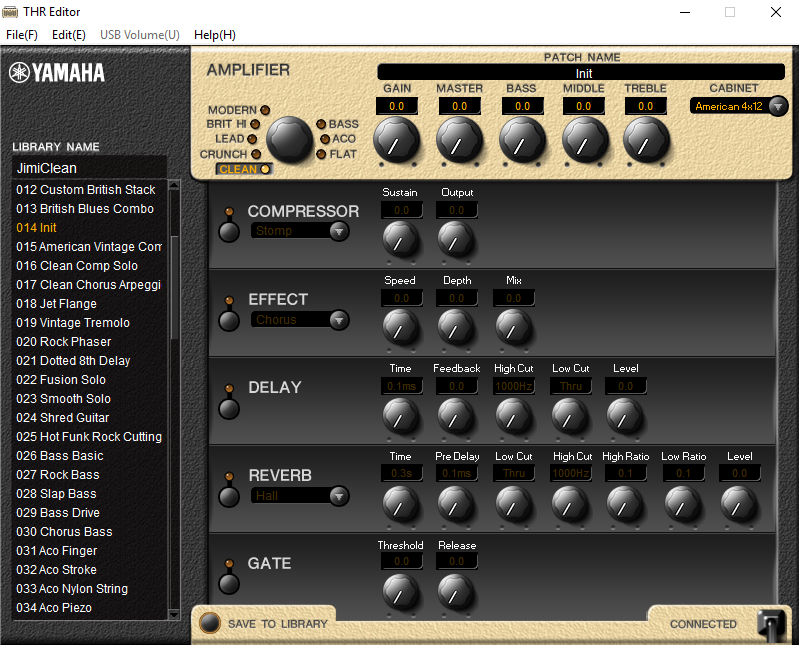 THR Editor
File(F) Edit(E) USB Volume(U) Help(H)
YAMAHA
LIBRARY NAME
JimiClean
012 Custom British Stack
013 British Blues Combo
014 Init
015 American Vintage Com
016 Clean Comp Solo
017 Clean Chorus Arpeggi
018 Jet Flange
019 Vintage Tremolo
020 Rock Phaser
021 Dotted 8th Delay
022 Fusion Solo
023 Smooth Solo
024 Shred Guitar
025 Hot Funk Rock Cutting
026 Bass Basic
027 Rock Bass
028 Slap Bass
029 Bass Drive
030 Chorus Bass
031 Aco Finger
032 Aco Stroke
033 Aco Nylon String
034 Aco Piezo
AMPLIFIER
PATCH NAME
Init
MODERN
BRIT HI
LEAD
CRUNCH
CLEAN
BASS
ACO
FLAT
GAIN MASTER BASS MIDDLE TREBLE CABINET
0.0 0.0 0.0 0.0 0.0 American 4x12
COMPRESSOR
Stomp
Sustain Output
0.0 0.0
EFFECT
Chorus
Speed Depth Mix
0.0 0.0 0.0
DELAY
Time Feedback High Cut Low Cut Level
0.1ms 0.0 1000Hz Thru 0.0
REVERB
Hall
Time Pre Delay Low Cut High Cut High Ratio Low Ratio Level
0.3s 0.1ms Thru 1000Hz 0.1 0.1 0.0
GATE
Threshold Release
0.0 0.0
SAVE TO LIBRARY
CONNECTED